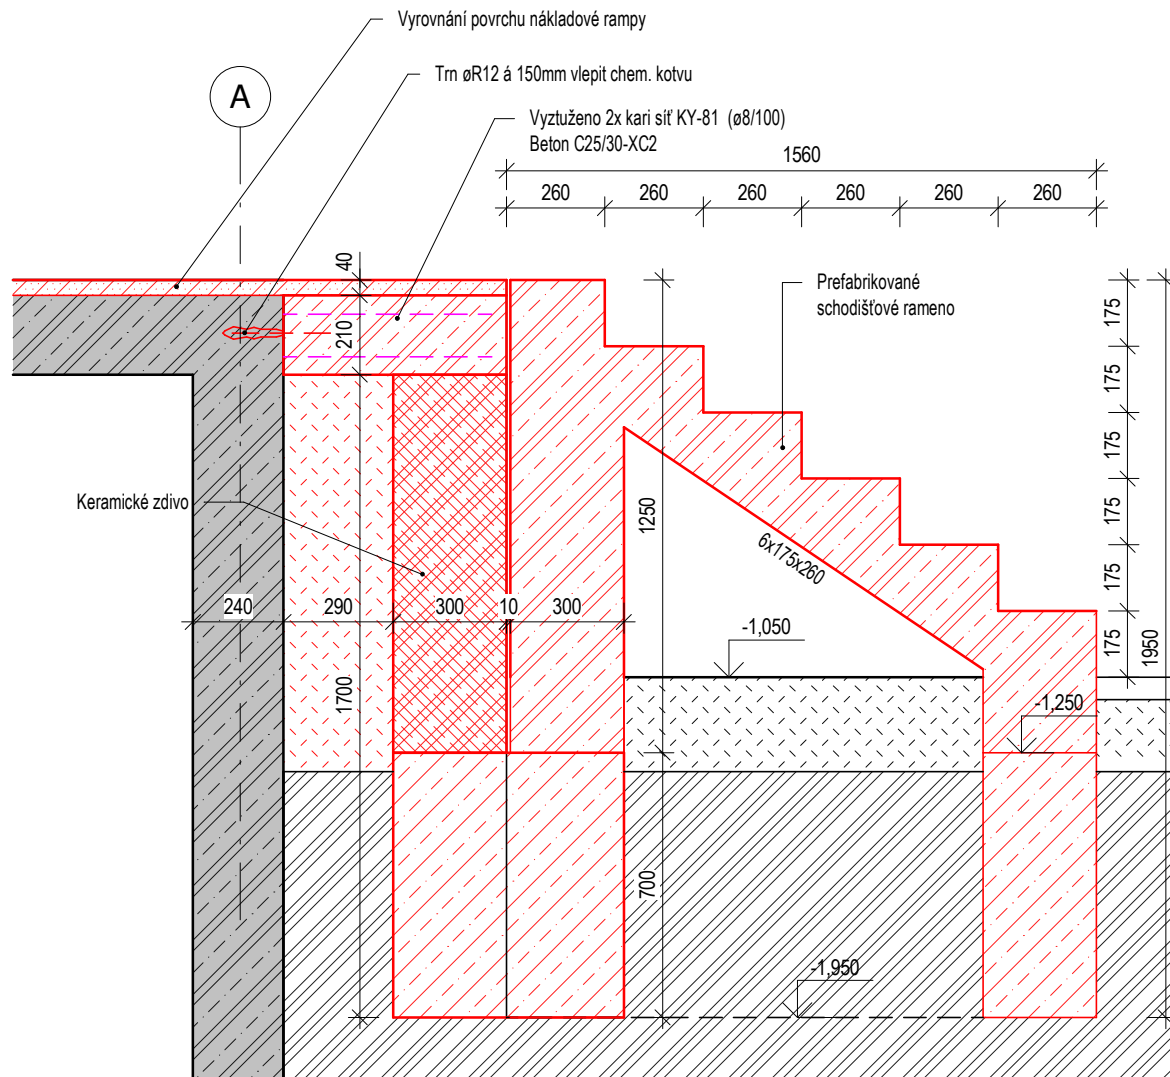 Vyrovnání povrchu nákladové rampy
Trn øR12 á 150mm vlepit chem. kotvu
A
Vyztuženo 2x kari síť KY-81 (ø8/100)
Beton C25/30-XC2
1560
260 260 260 260 260 260
40
Prefabrikované
schodišťové rameno
210
175
175
175
175
175
175
Keramické zdivo
1250
6x175x260
240 290 300 10 300
-1,050
1950
1700
-1,250
700
-1,950